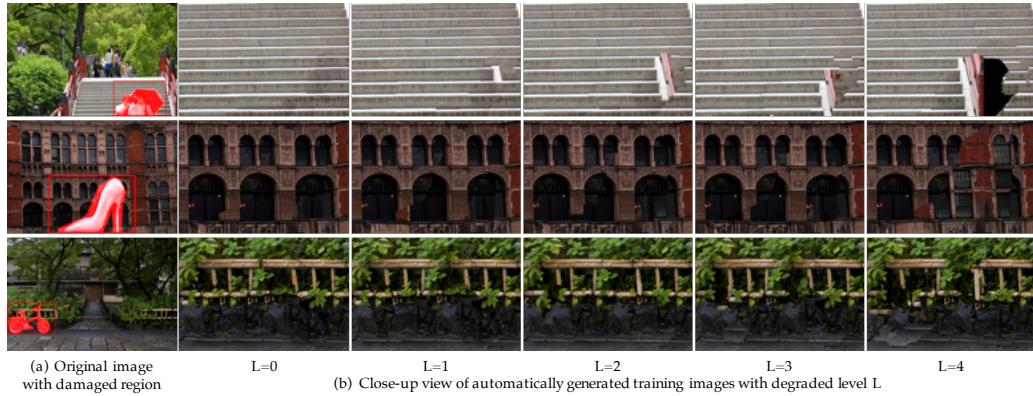 (a) Original image
with damaged region
L=0
L=1
L=2
L=3
L=4
(b) Close-up view of automatically generated training images with degraded level L